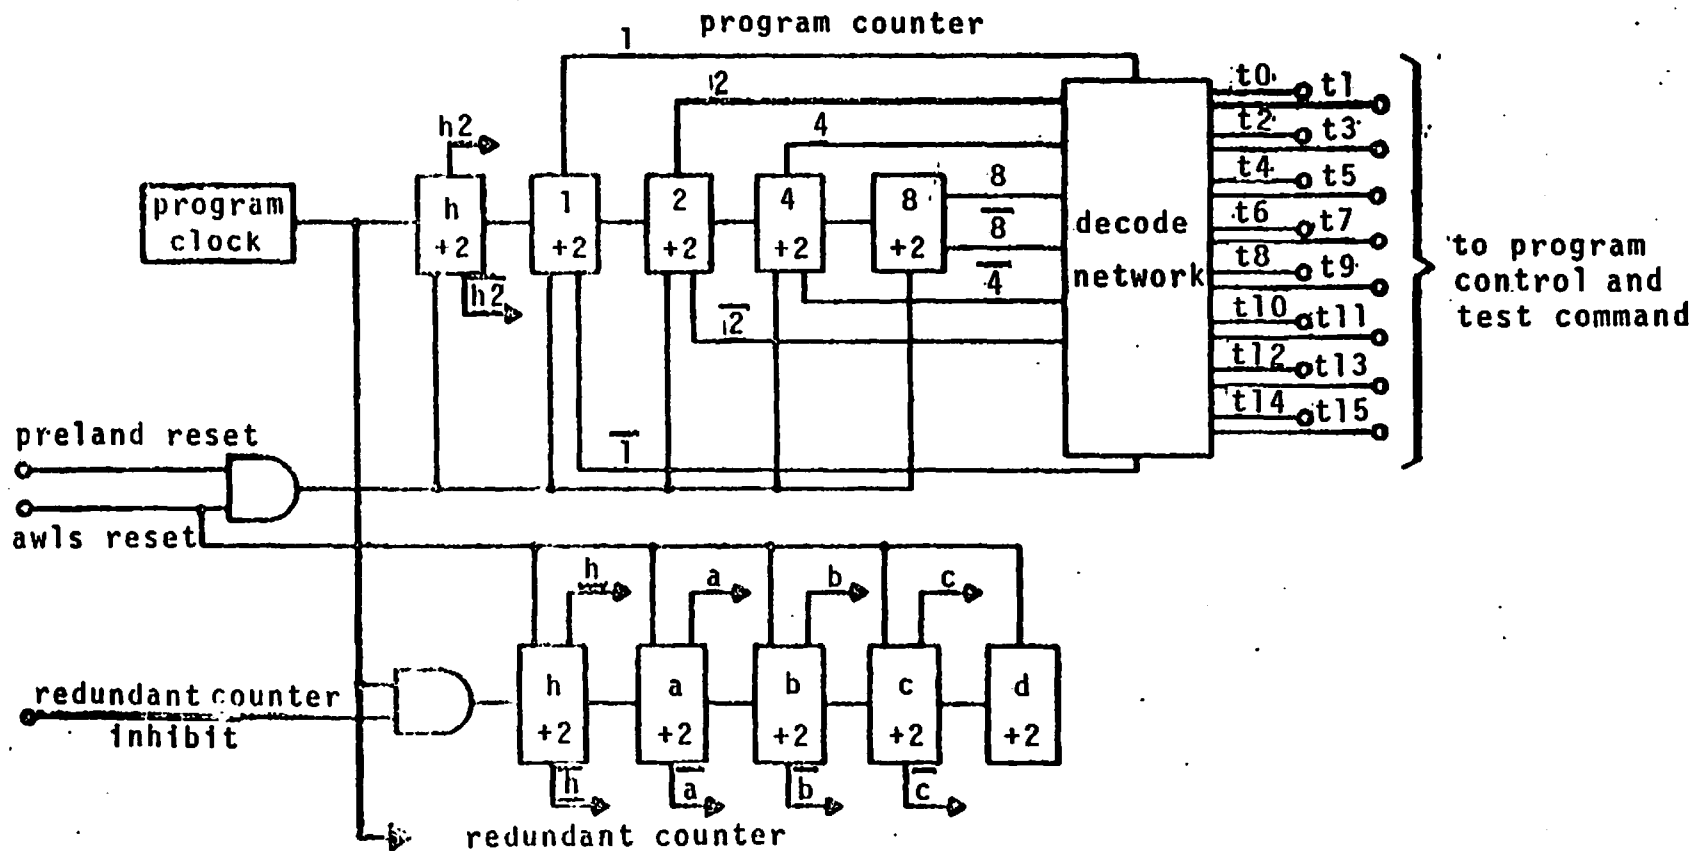 program counter
1
2
4
h2
program
clock
h
+2
1
+2
2
+2
4
+2
8
+2
8
8̅
4̅
h̅2̅
2̅
1̅
decode
network
t0
t1
t2
t3
t4
t5
t6
t7
t8
t9
t10
t11
t12
t13
t14
t15
to program
control and
test command
preland reset
awls reset
h
a
b
c
h
+2
a
+2
b
+2
c
+2
d
+2
redundant counter
inhibit
h̅
a̅
b̅
c̅
redundant counter